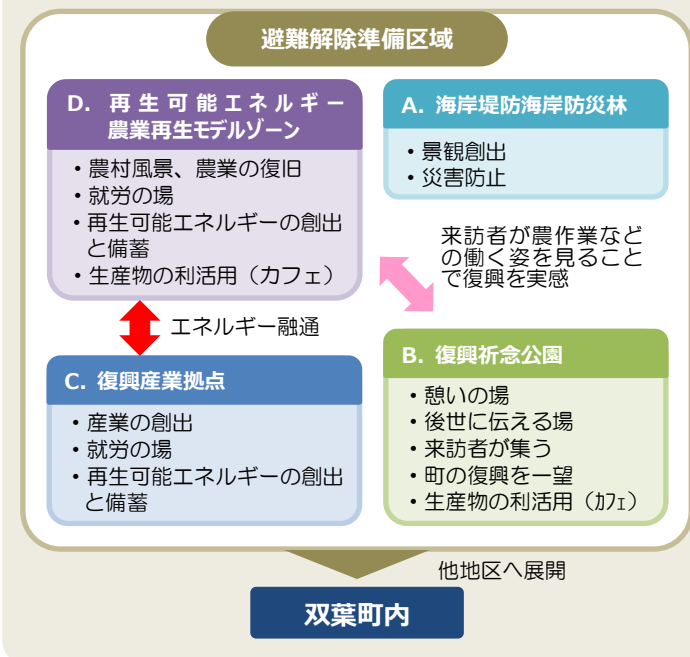 避難解除準備区域
D. 再生可能エネルギー
農業再生モデルゾーン
・農村風景、農業の復旧
・就労の場
・再生可能エネルギーの創出
と備蓄
・生産物の利活用（カフェ）
A. 海岸堤防海岸防災林
・景観創出
・災害防止
来訪者が農作業など
の働く姿を見ること
で復興を実感
エネルギー融通
C. 復興産業拠点
・産業の創出
・就労の場
・再生可能エネルギーの創出
と備蓄
B. 復興祈念公園
・憩いの場
・後世に伝える場
・来訪者が集う
・町の復興を一望
・生産物の利活用（ｶﾌｪ）
他地区へ展開
双葉町内